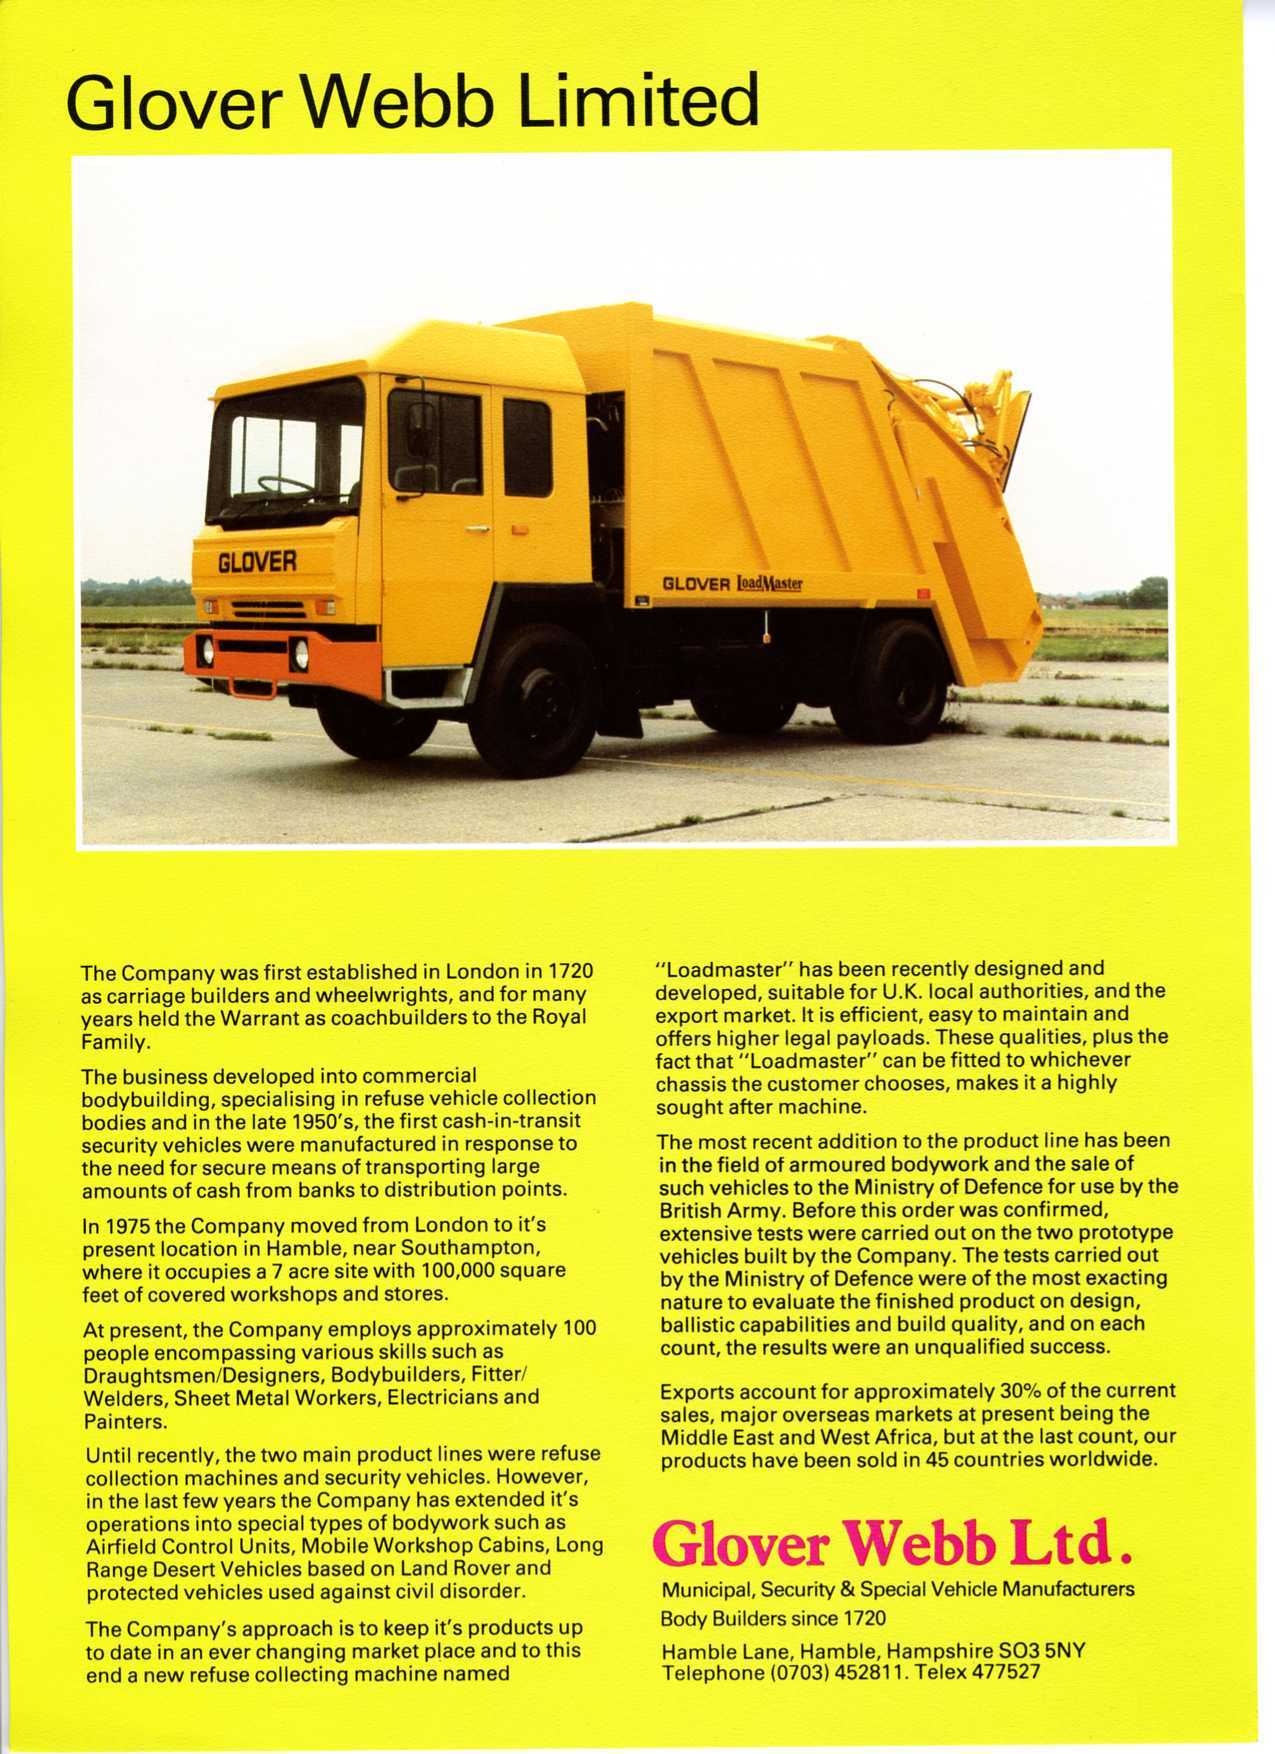 Glover Webb Limited
GLOVER
GLOVER LoadMaster
The Company was first established in London in 1720
as carriage builders and wheelwrights, and for many
years held the Warrant as coachbuilders to the Royal
Family.
The business developed into commercial
bodybuilding, specialising in refuse vehicle collection
bodies and in the late 1950's, the first cash-in-transit
security vehicles were manufactured in response to
the need for secure means of transporting large
amounts of cash from banks to distribution points.
In 1975 the Company moved from London to it's
present location in Hamble, near Southampton,
where it occupies a 7 acre site with 100,000 square
feet of covered workshops and stores.
At present, the Company employs approximately 100
people encompassing various skills such as
Draughtsmen/Designers, Bodybuilders, Fitter/
Welders, Sheet Metal Workers, Electricians and
Painters.
Until recently, the two main product lines were refuse
collection machines and security vehicles. However,
in the last few years the Company has extended it's
operations into special types of bodywork such as
Airfield Control Units, Mobile Workshop Cabins, Long
Range Desert Vehicles based on Land Rover and
protected vehicles used against civil disorder.
The Company's approach is to keep it's products up
to date in an ever changing market place and to this
end a new refuse collecting machine named
"Loadmaster" has been recently designed and
developed, suitable for U.K. local authorities, and the
export market. It is efficient, easy to maintain and
offers higher legal payloads. These qualities, plus the
fact that "Loadmaster" can be fitted to whichever
chassis the customer chooses, makes it a highly
sought after machine.
The most recent addition to the product line has been
in the field of armoured bodywork and the sale of
such vehicles to the Ministry of Defence for use by the
British Army. Before this order was confirmed,
extensive tests were carried out on the two prototype
vehicles built by the Company. The tests carried out
by the Ministry of Defence were of the most exacting
nature to evaluate the finished product on design,
ballistic capabilities and build quality, and on each
count, the results were an unqualified success.
Exports account for approximately 30% of the current
sales, major overseas markets at present being the
Middle East and West Africa, but at the last count, our
products have been sold in 45 countries worldwide.
Glover Webb Ltd.
Municipal, Security & Special Vehicle Manufacturers
Body Builders since 1720
Hamble Lane, Hamble, Hampshire SO3 5NY
Telephone (0703) 452811. Telex 477527